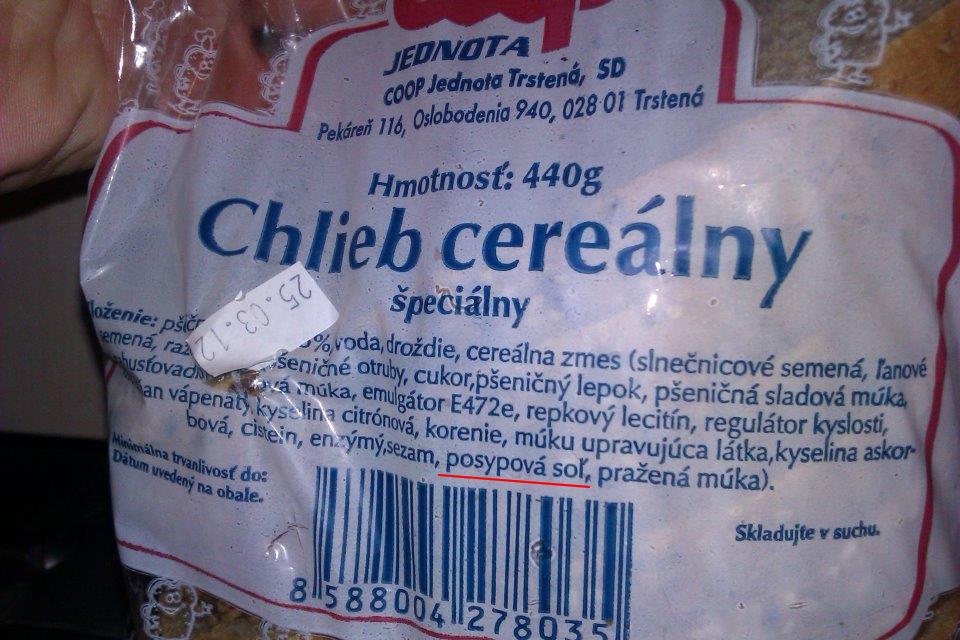 JEDNOTA
COOP Jednota Trstená, SD
Pekáreň 116, Oslobodenia 940, 028 01 Trstená
Hmotnosť: 440g
Chlieb cereálny
špeciálny
25.03.12
voda, droždie, cereálna zmes (slnečnicové semená, ľanové
semená, šeničné otruby, cukor,pšeničný lepok, pšeničná sladová múka,
múka, emulgátor E472e, repkový lecitín, regulátor kyslosti,
vápenatý,kyselina citrónová, korenie, múku upravujúca látka,kyselina askor-
bová, cistein, enzýmý,sezam, posypová soľ, pražená múka).
Minimálna trvanlivosť do:
Dátum uvedený na obale.
Skladujte v suchu.
8 588004 278035